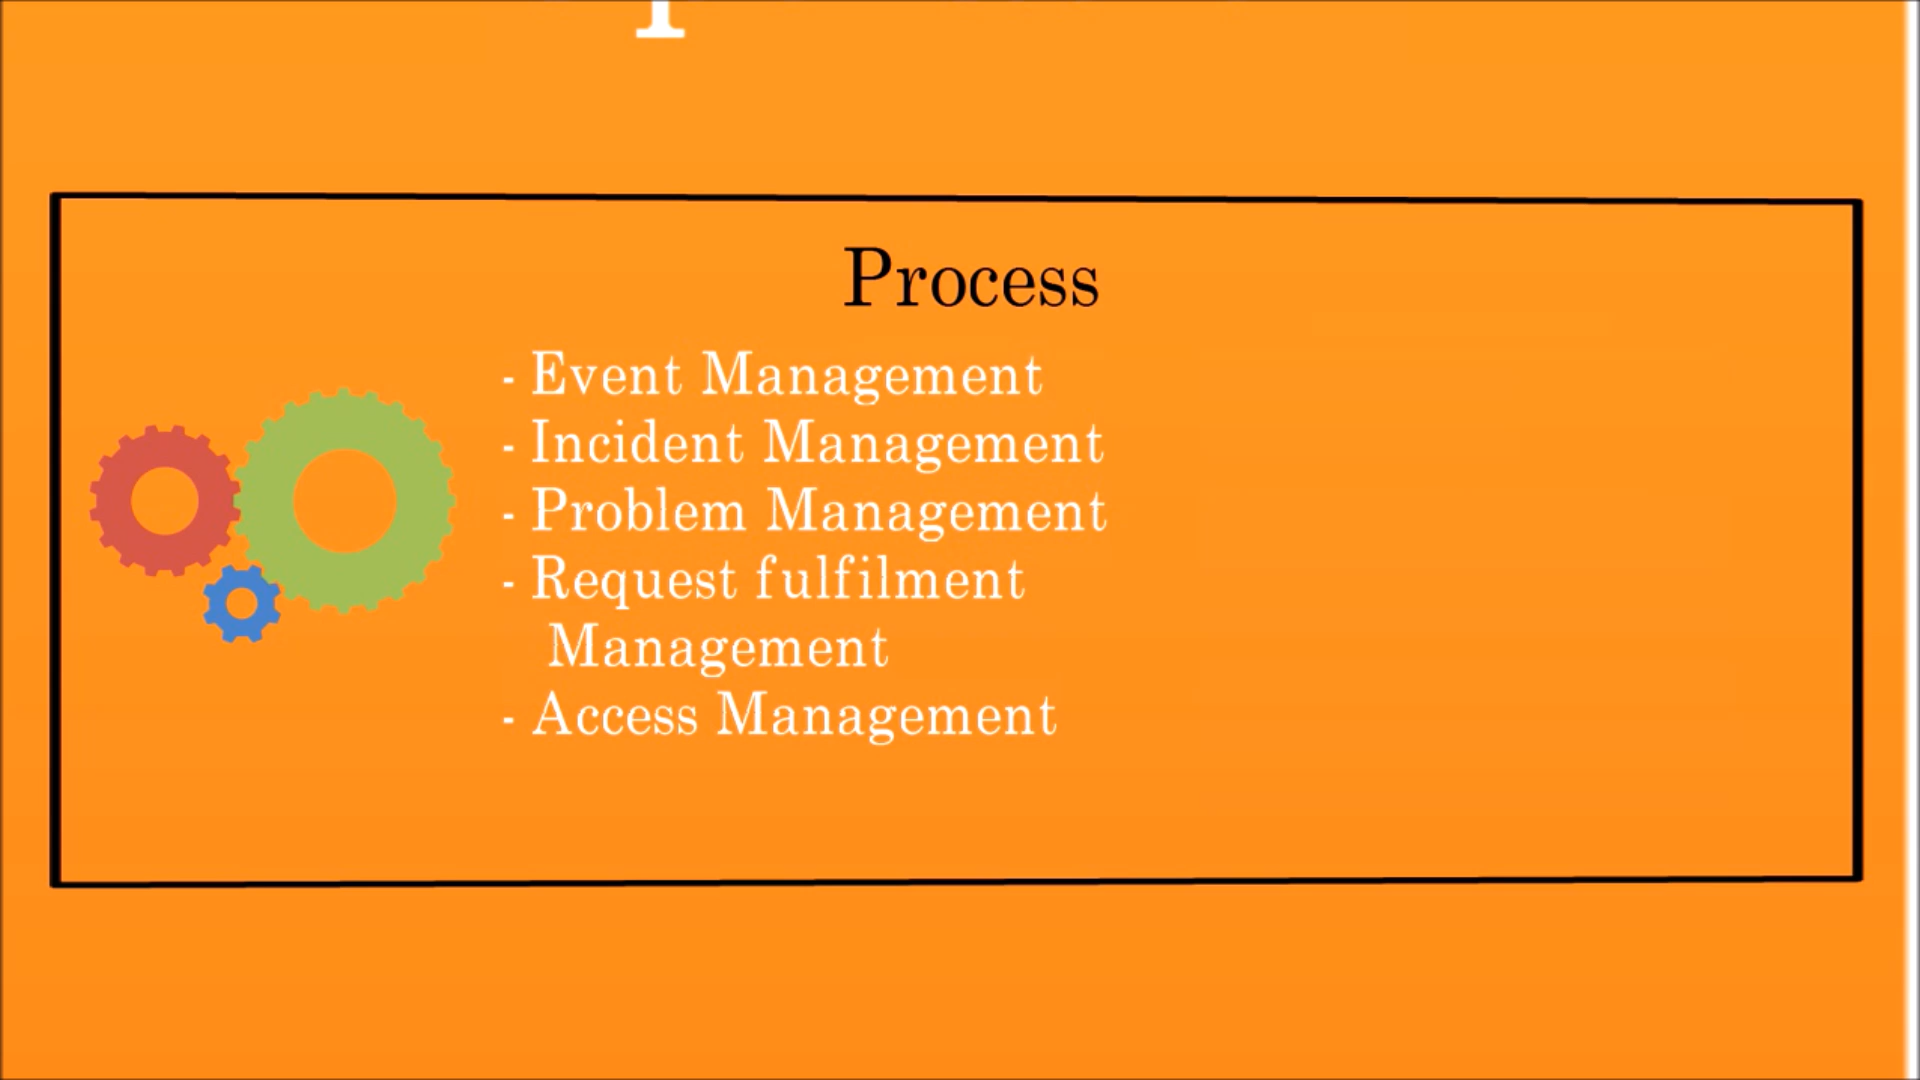 Process
- Event Management
- Incident Management
- Problem Management
- Request fulfilment
Management
- Access Management